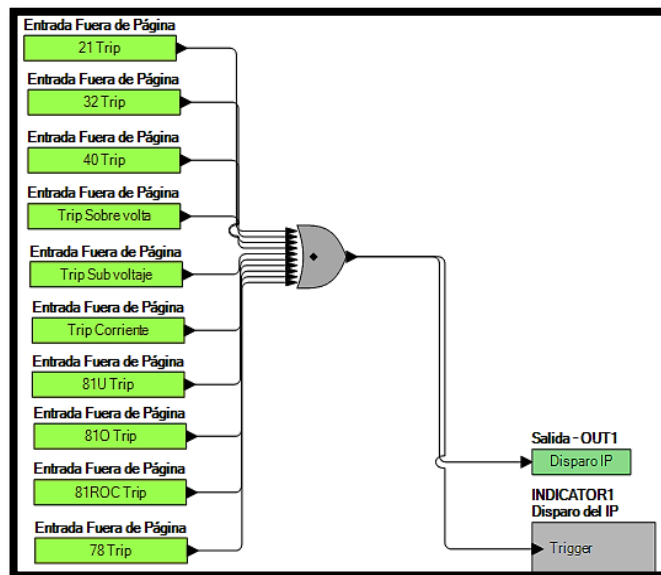 Entrada Fuera de Página
21 Trip
Entrada Fuera de Página
32 Trip
Entrada Fuera de Página
40 Trip
Entrada Fuera de Página
Trip Sobre volta
Entrada Fuera de Página
Trip Sub voltaje
Entrada Fuera de Página
Trip Corriente
Entrada Fuera de Página
81U Trip
Entrada Fuera de Página
81O Trip
Entrada Fuera de Página
81ROC Trip
Entrada Fuera de Página
78 Trip
Salida - OUT1
Disparo IP
INDICATOR1
Disparo del IP
Trigger